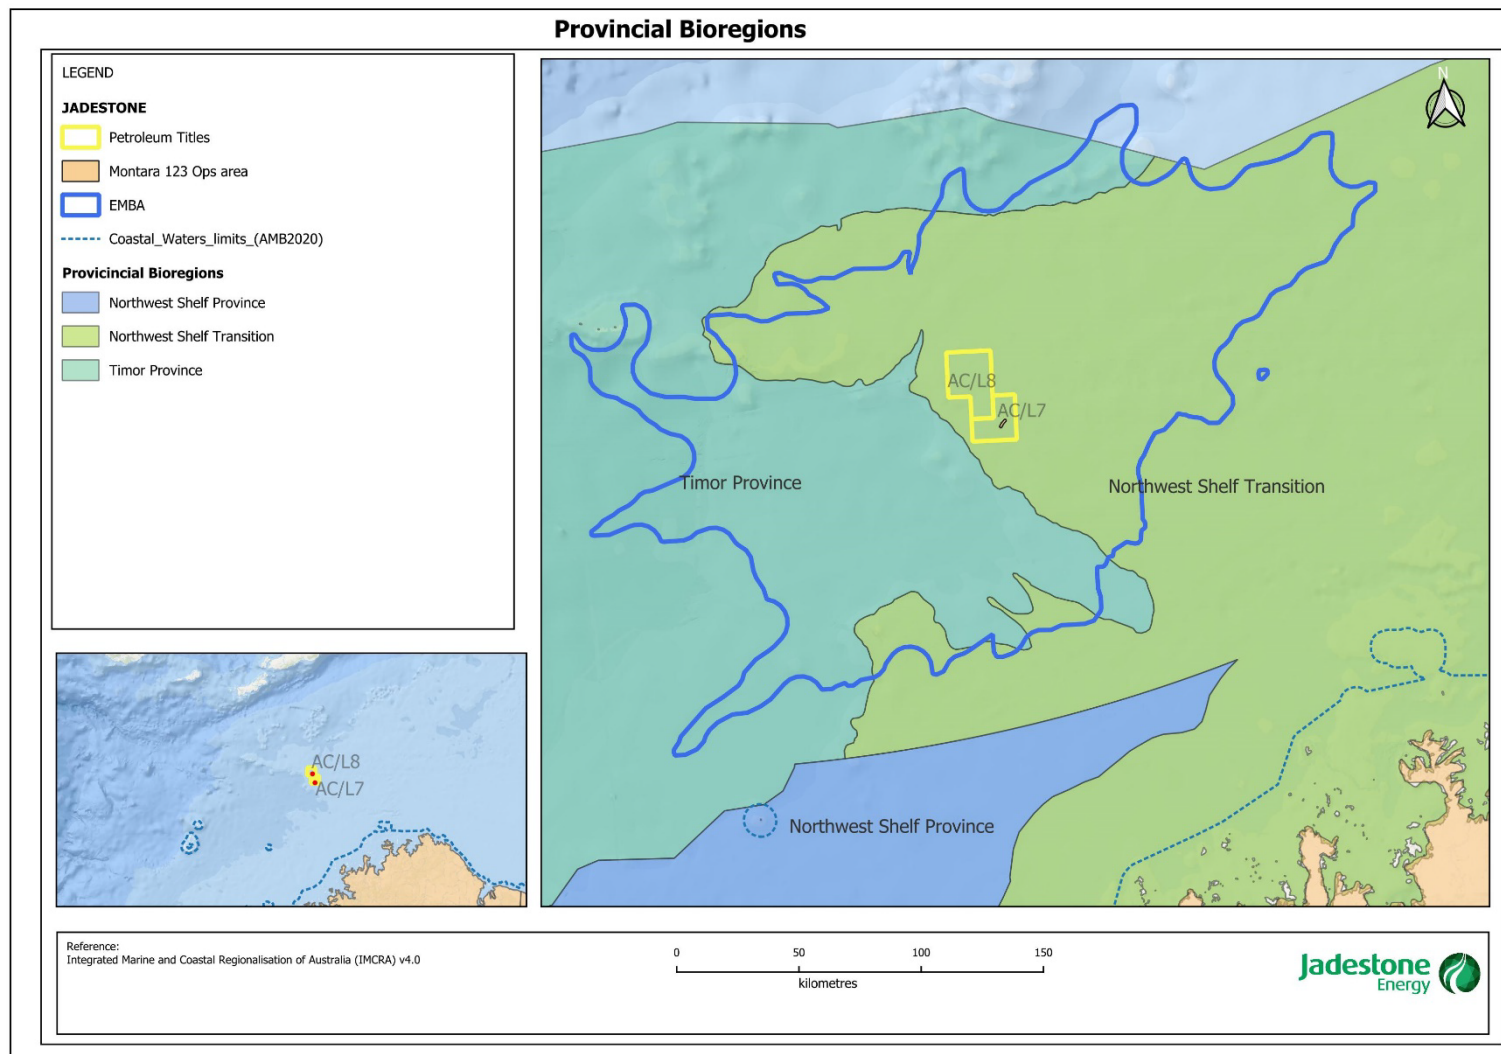 Provincial Bioregions
LEGEND
JADESTONE
Petroleum Titles
Montara 123 Ops area
EMBA
Coastal_Waters_limits_(AMB2020)
Provicincial Bioregions
Northwest Shelf Province
Northwest Shelf Transition
Timor Province
N
AC/L8
AC/L7
Timor Province
Northwest Shelf Transition
Northwest Shelf Province
AC/L8
AC/L7
Reference:
Integrated Marine and Coastal Regionalisation of Australia (IMCRA) v4.0
0 50 100 150
kilometres
Jadestone
Energy